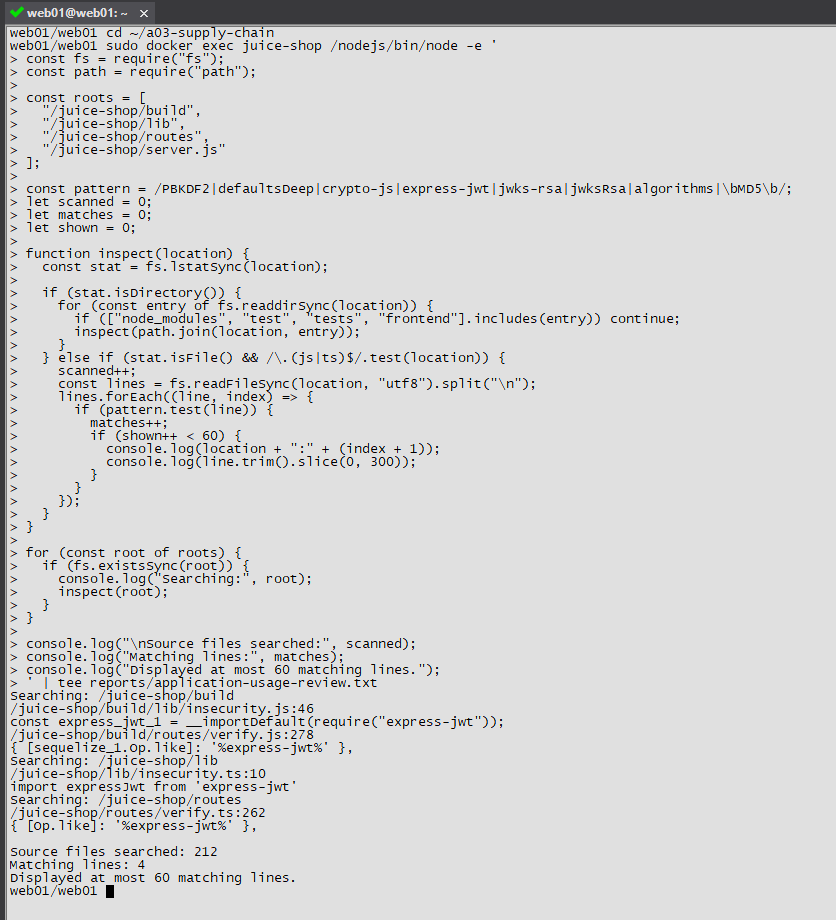 web01@web01: ~
web01/web01 cd ~/a03-supply-chain
web01/web01 sudo docker exec juice-shop /nodejs/bin/node -e '
> const fs = require("fs");
> const path = require("path");
>
> const roots = [
>   "/juice-shop/build",
>   "/juice-shop/lib",
>   "/juice-shop/routes",
>   "/juice-shop/server.js"
> ];
>
> const pattern = /PBKDF2|defaultsDeep|crypto-js|express-jwt|jwks-rsa|jwksRsa|algorithms|\bMD5\b/;
> let scanned = 0;
> let matches = 0;
> let shown = 0;
>
> function inspect(location) {
>   const stat = fs.lstatSync(location);
>
>   if (stat.isDirectory()) {
>     for (const entry of fs.readdirSync(location)) {
>       if (["node_modules", "test", "tests", "frontend"].includes(entry)) continue;
>       inspect(path.join(location, entry));
>     }
>   } else if (stat.isFile() && /\.(js|ts)$/.test(location)) {
>     scanned++;
>     const lines = fs.readFileSync(location, "utf8").split("\n");
>     lines.forEach((line, index) => {
>       if (pattern.test(line)) {
>         matches++;
>         if (shown++ < 60) {
>           console.log(location + ":" + (index + 1));
>           console.log(line.trim().slice(0, 300));
>         }
>       }
>     });
>   }
> }
>
> for (const root of roots) {
>   if (fs.existsSync(root)) {
>     console.log("Searching:", root);
>     inspect(root);
>   }
> }
>
> console.log("\nSource files searched:", scanned);
> console.log("Matching lines:", matches);
> console.log("Displayed at most 60 matching lines.");
> ' | tee reports/application-usage-review.txt
Searching: /juice-shop/build
/juice-shop/build/lib/insecurity.js:46
const express_jwt_1 = __importDefault(require("express-jwt"));
/juice-shop/build/routes/verify.js:278
{ [sequelize_1.Op.like]: '%express-jwt%' },
Searching: /juice-shop/lib
/juice-shop/lib/insecurity.ts:10
import expressJwt from 'express-jwt'
Searching: /juice-shop/routes
/juice-shop/routes/verify.ts:262
{ [Op.like]: '%express-jwt%' },

Source files searched: 212
Matching lines: 4
Displayed at most 60 matching lines.
web01/web01